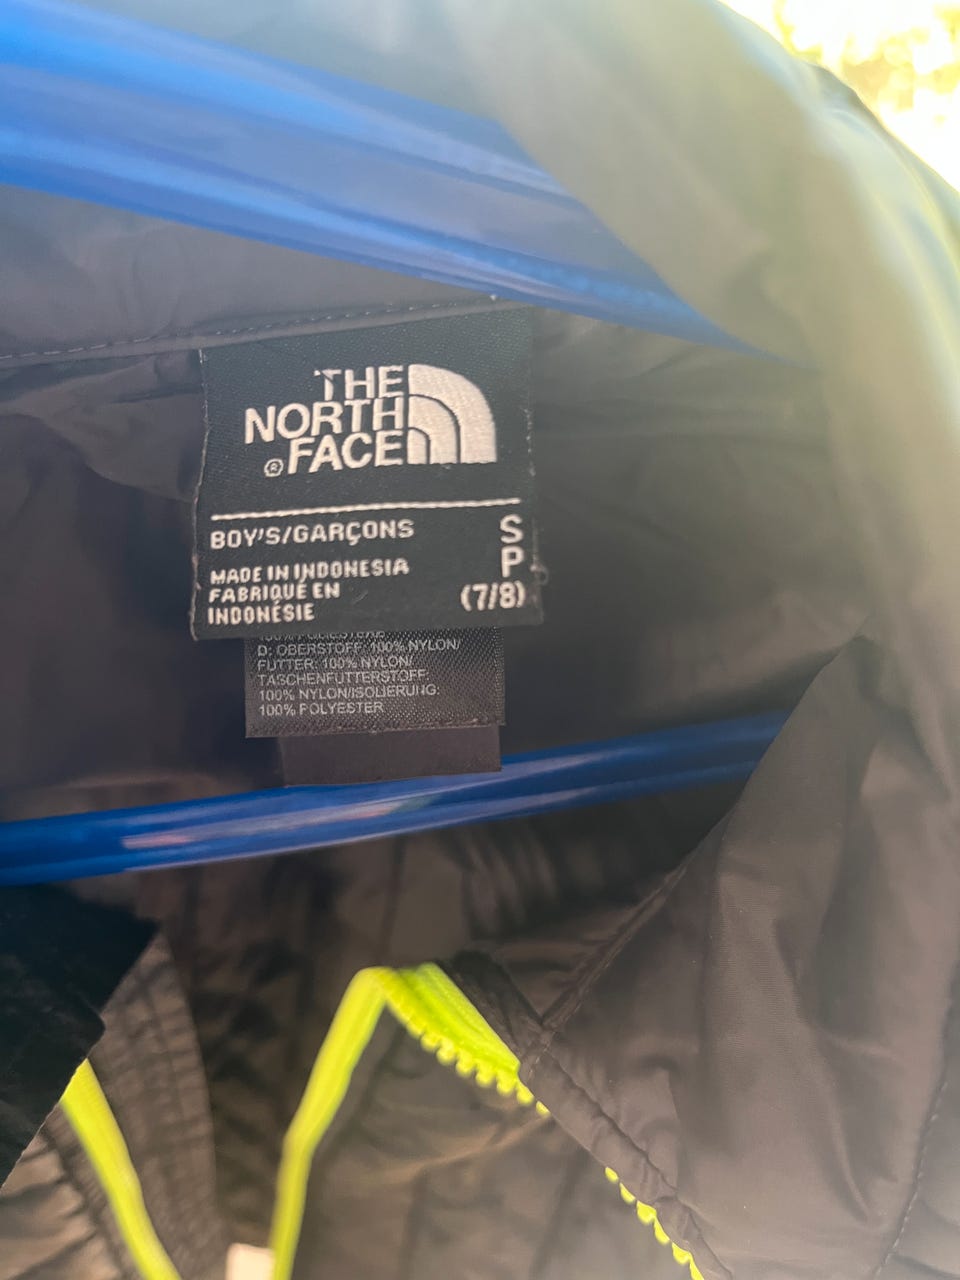 THE
NORTH
® FACE
BOY'S/GARÇONS S
P
MADE IN INDONESIA
FABRIQUÉ EN (7/8)
INDONÉSIE
D: OBERSTOFF: 100% NYLON/
FUTTER: 100% NYLON/
TASCHENFUTTERSTOFF:
100% NYLON/ISOLIERUNG:
100% POLYESTER